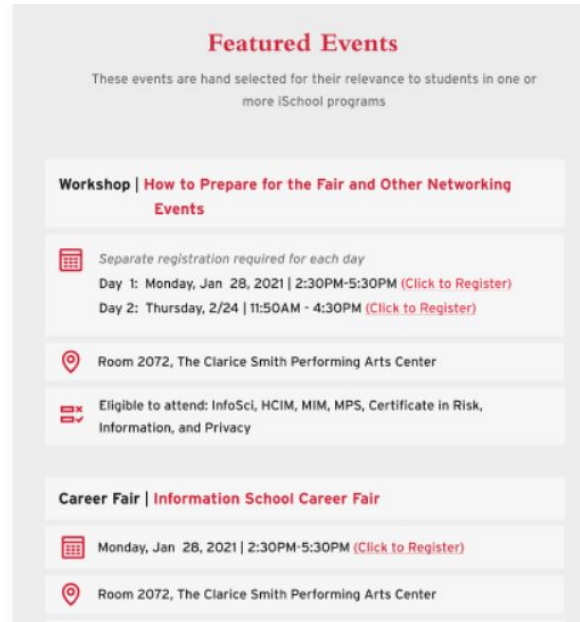 Featured Events
These events are hand selected for their relevance to students in one or
more iSchool programs
Workshop | How to Prepare for the Fair and Other Networking
Events
Separate registration required for each day
Day 1: Monday, Jan 28, 2021 | 2:30PM-5:30PM (Click to Register)
Day 2: Thursday, 2/24 | 11:50AM - 4:30PM (Click to Register)
Room 2072, The Clarice Smith Performing Arts Center
Eligible to attend: InfoSci, HCIM, MIM, MPS, Certificate in Risk,
Information, and Privacy
Career Fair | Information School Career Fair
Monday, Jan 28, 2021 | 2:30PM-5:30PM (Click to Register)
Room 2072, The Clarice Smith Performing Arts Center